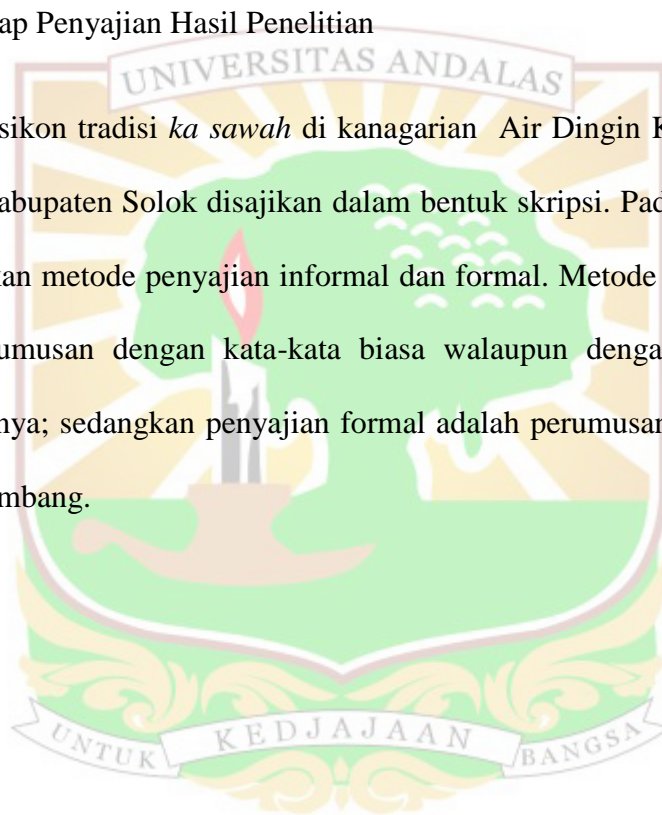 ap Penyajian Hasil Penelitian
UNIVERSITAS ANDALAS
sikon tradisi ka sawah di kanagarian Air Dingin K
abupaten Solok disajikan dalam bentuk skripsi. Pad
kan metode penyajian informal dan formal. Metode
umusan dengan kata-kata biasa walaupun denga
nya; sedangkan penyajian formal adalah perumusan
mbang.
UNTUK KEDJAJAAN BANGSA